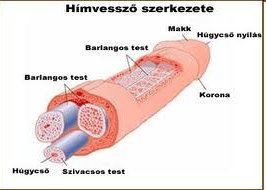 Hímvessző szerkezete
Makk
Húgycső nyílás
Barlangos test
Barlangos test
Korona
Húgycső
Szivacsos test